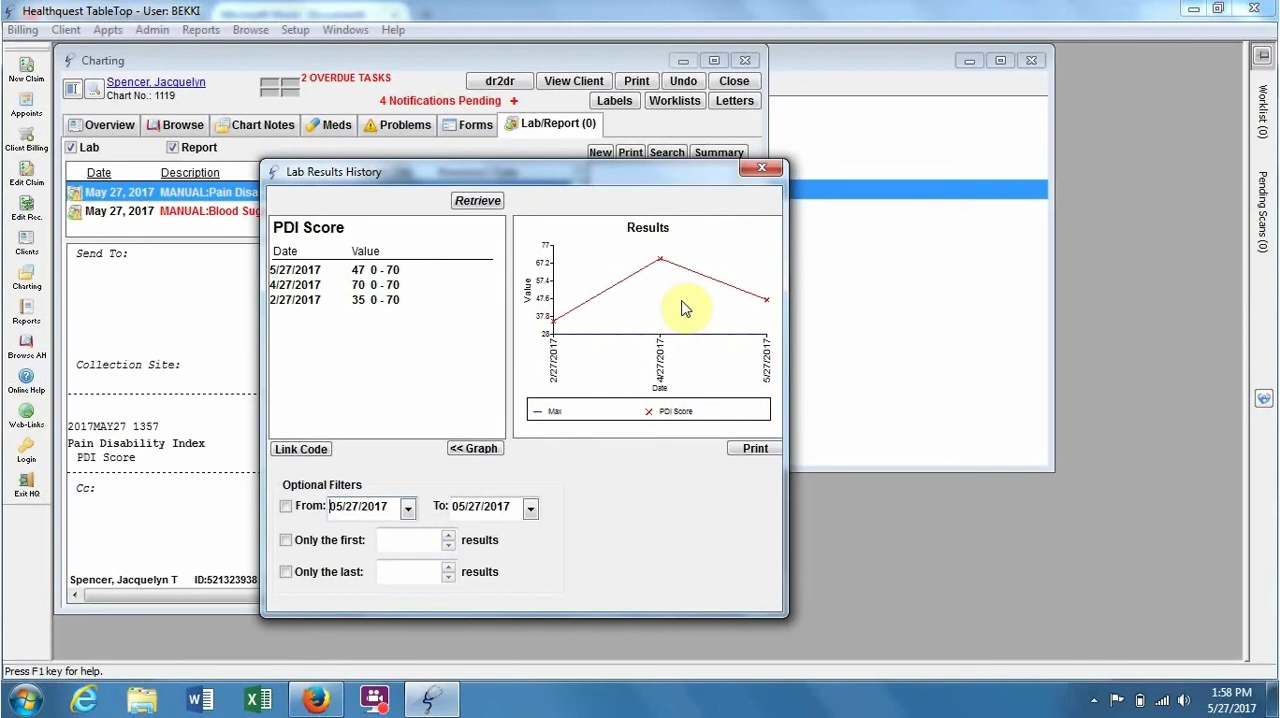 Healthquest TableTop - User: BEKKI
Billing Client Appts Admin Reports Browse Setup Windows Help
New Claim
Appoints
Client Billing
Edit Claim
Edit Rec.
Clients
Charting
Reports
Browse AH
Online Help
Web-Links
Login
Exit HQ
Charting
Spencer, Jacquelyn
Chart No.: 1119
2 OVERDUE TASKS
4 Notifications Pending +
dr2dr View Client Print Undo Close
Labels Worklists Letters
Overview Browse Chart Notes Meds Problems Forms Lab/Report (0)
Lab Report
New Print Search Summary
Date Description
May 27, 2017 MANUAL:Pain Disa
May 27, 2017 MANUAL:Blood Sug
Send To:
Collection Site:
2017MAY27 1357
Pain Disability Index
PDI Score
Cc:
Spencer, Jacquelyn T ID:521323938
Lab Results History
Retrieve
PDI Score
Date Value
5/27/2017 47 0 - 70
4/27/2017 70 0 - 70
2/27/2017 35 0 - 70
Results
77
67.2
57.4
47.6
37.8
28
Value
2/27/2017
4/27/2017
5/27/2017
Date
Max PDI Score
Link Code << Graph Print
Optional Filters
From: 05/27/2017 To: 05/27/2017
Only the first: results
Only the last: results
Worklist (0)
Pending Scans (0)
Press F1 key for help.
1:58 PM
5/27/2017